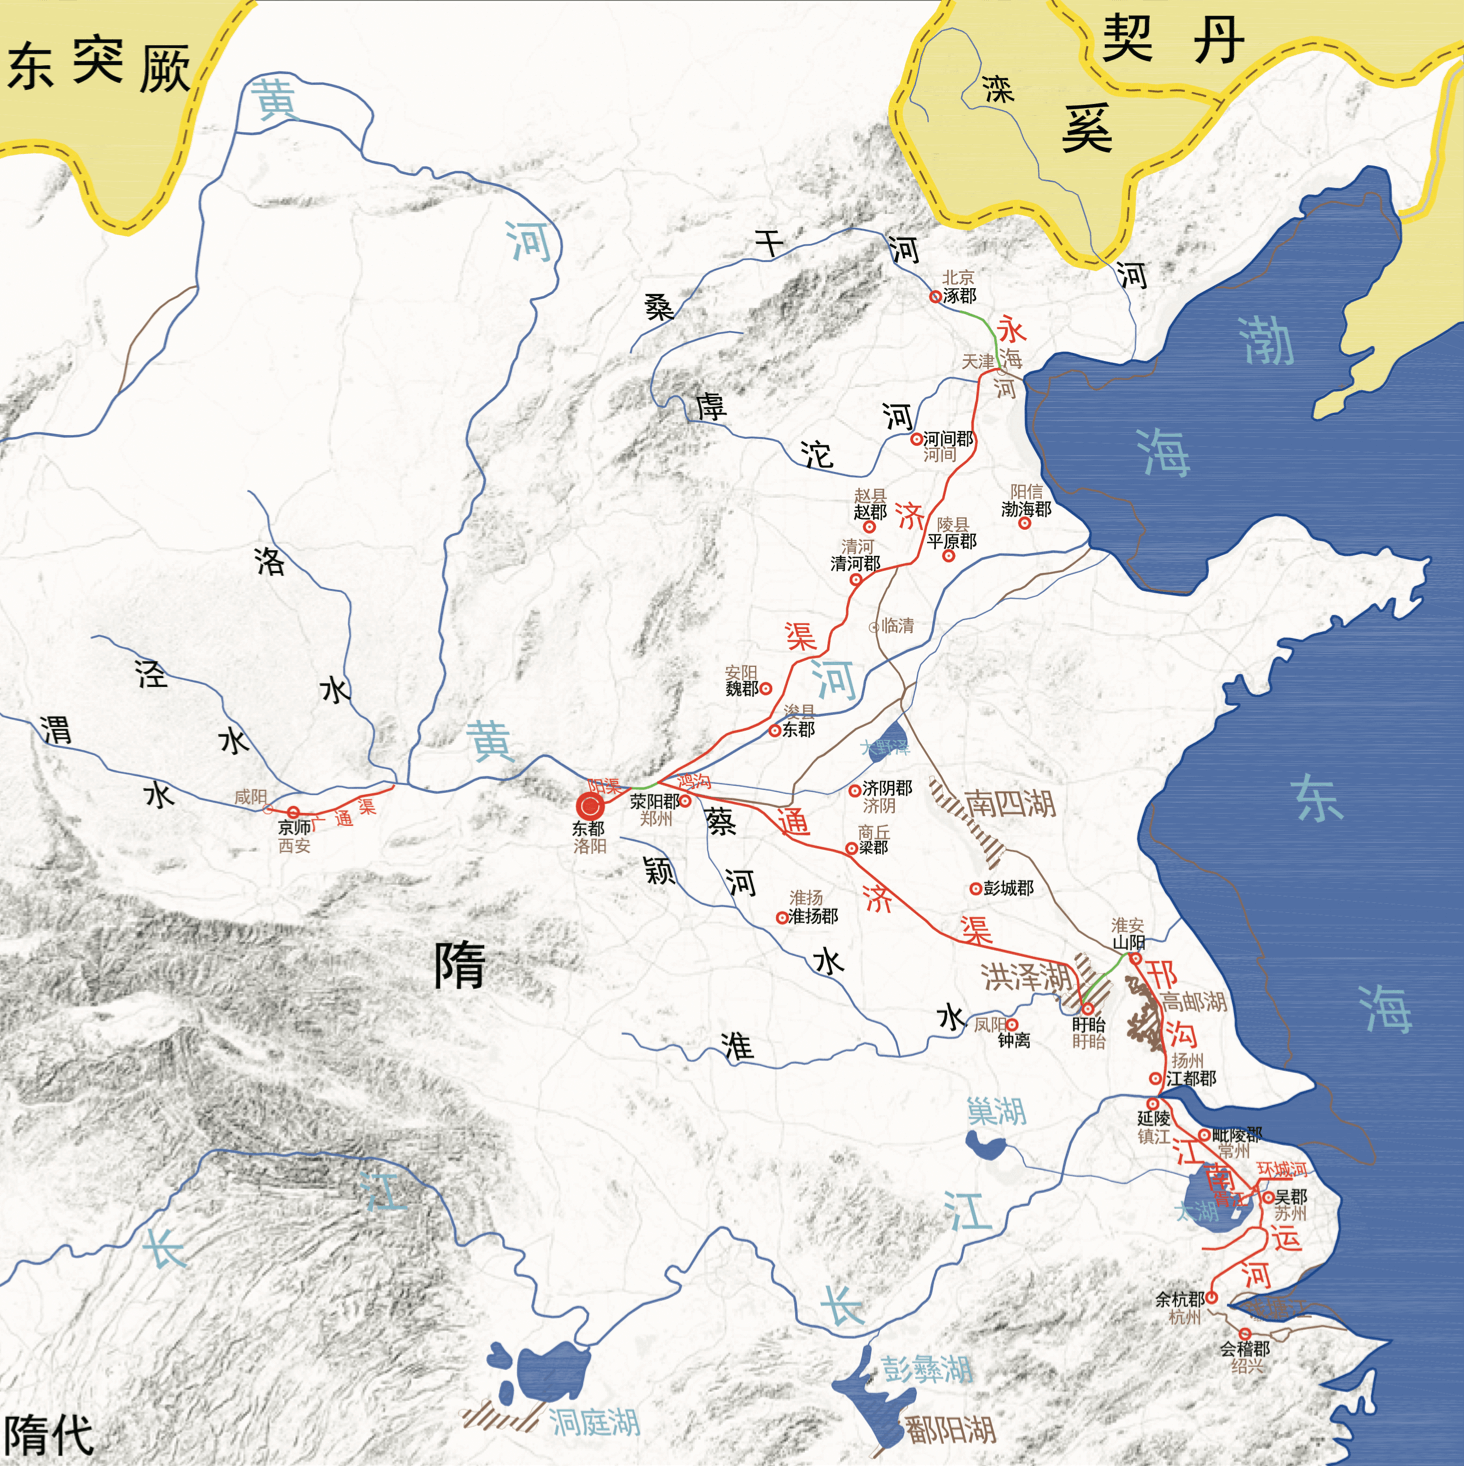 东突厥
契丹
奚
滦
河
黄
河
桑
干
河
北京
涿郡
永
天津
海
河
渤
海
滹
沱
河
河间郡
河间
赵县
赵郡
济
阳信
渤海郡
陵县
平原郡
清河
清河郡
洛
水
临清
渠
泾
水
安阳
魏郡
河
浚县
东郡
渭
水
黄
大野泽
咸阳
京师
西安
广通渠
阳渠
东都
洛阳
鸿沟
荥阳郡
郑州
蔡
河
颍
水
通
济
渠
济阴郡
济阴
商丘
梁郡
南四湖
东
海
彭城郡
淮扬
淮扬郡
隋
淮安
山阳
洪泽湖
邗
沟
高邮湖
淮
水
凤阳
钟离
盱眙
盱眙
扬州
江都郡
巢湖
延陵
镇江
毗陵郡
常州
江
南
运
河
环城河
太湖
吴郡
苏州
长
江
长
江
余杭郡
杭州
会稽郡
绍兴
洞庭湖
彭蠡湖
鄱阳湖
隋代